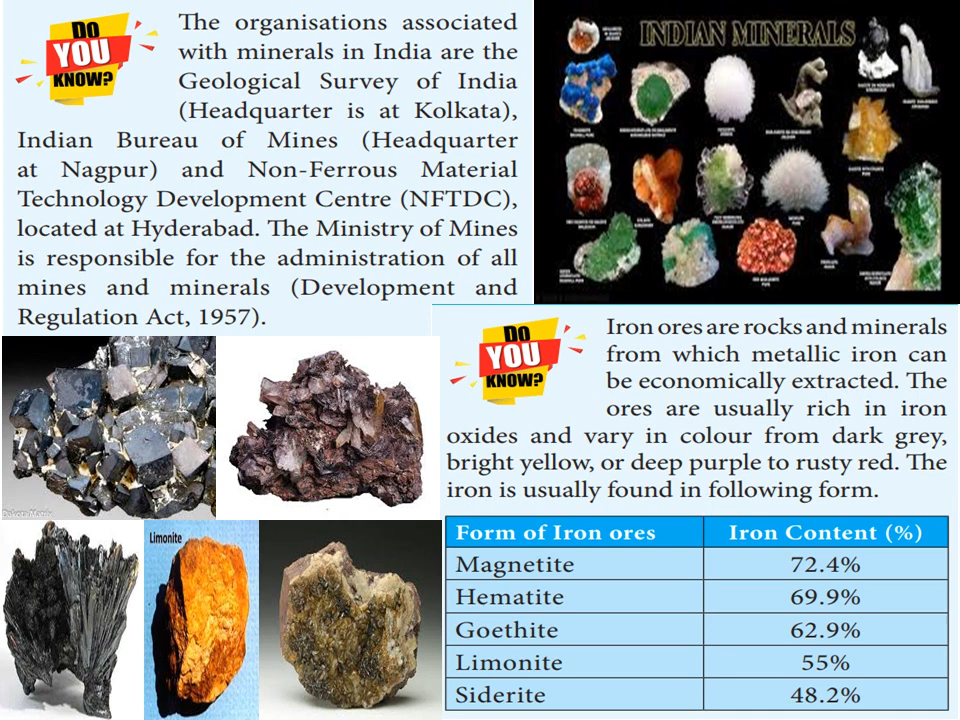 DO
YOU
KNOW?
The organisations associated
with minerals in India are the
Geological Survey of India
(Headquarter is at Kolkata),
Indian Bureau of Mines (Headquarter
at Nagpur) and Non-Ferrous Material
Technology Development Centre (NFTDC),
located at Hyderabad. The Ministry of Mines
is responsible for the administration of all
mines and minerals (Development and
Regulation Act, 1957).
INDIAN MINERALS
DO
YOU
KNOW?
Iron ores are rocks and minerals
from which metallic iron can
be economically extracted. The
ores are usually rich in iron
oxides and vary in colour from dark grey,
bright yellow, or deep purple to rusty red. The
iron is usually found in following form.
Dakota Matrix
Limonite
Form of Iron ores Iron Content (%)
Magnetite 72.4%
Hematite 69.9%
Goethite 62.9%
Limonite 55%
Siderite 48.2%